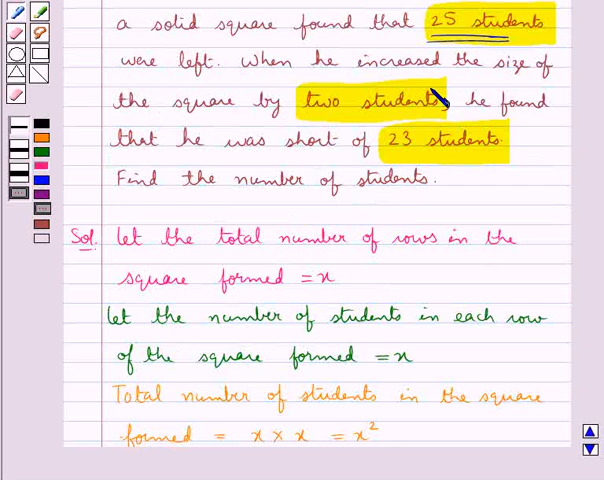 a solid square found that 25 students
were left. When he increased the size of
the square by two students, he found
that he was short of 23 students.
Find the number of students.
Sol. let the total number of rows in the
square formed = x
let the number of students in each row
of the square formed = x
Total number of students in the square
formed = x × x = x²